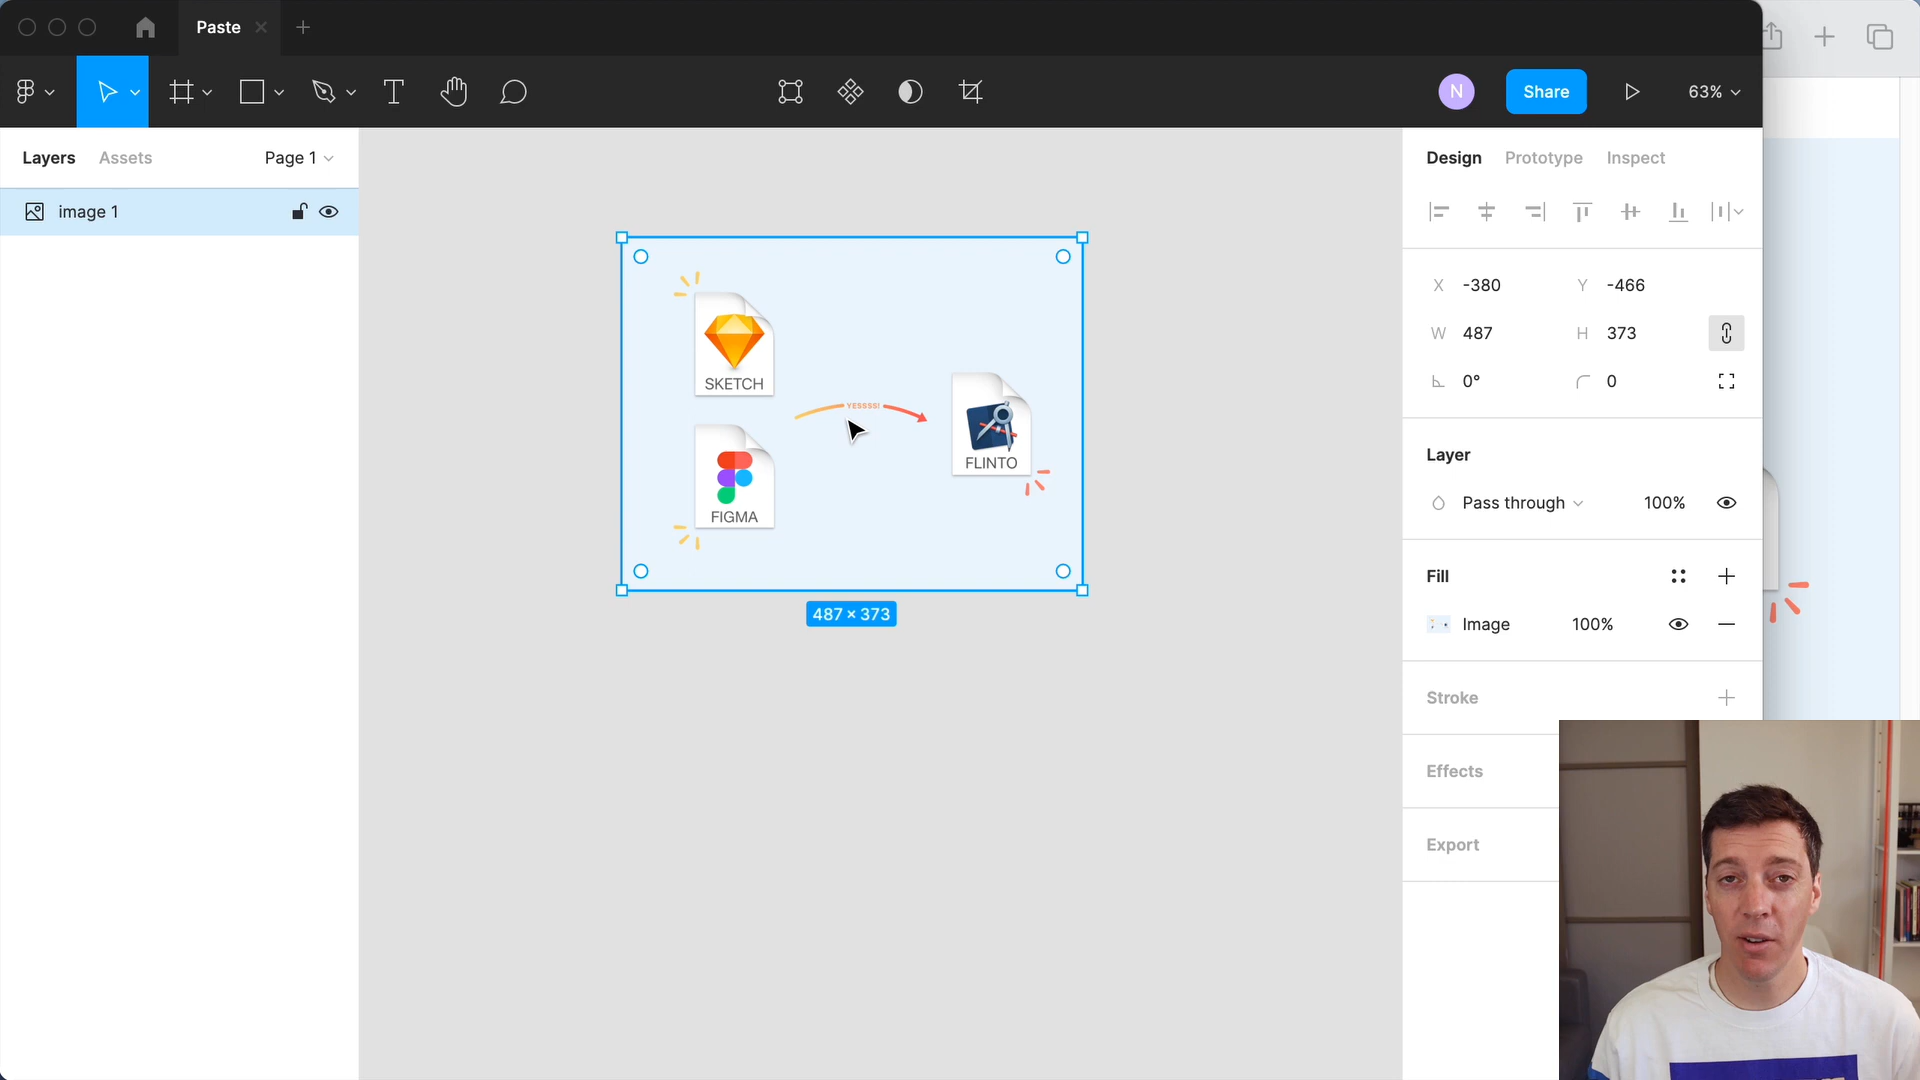 Paste
N
Share
63%
Layers
Assets
Page 1
Design
Prototype
Inspect
image 1
X
-380
Y
-466
W
487
H
373
0°
0
SKETCH
YESSSS!
FLINTO
FIGMA
487 × 373
Layer
Pass through
100%
Fill
Image
100%
Stroke
Effects
Export